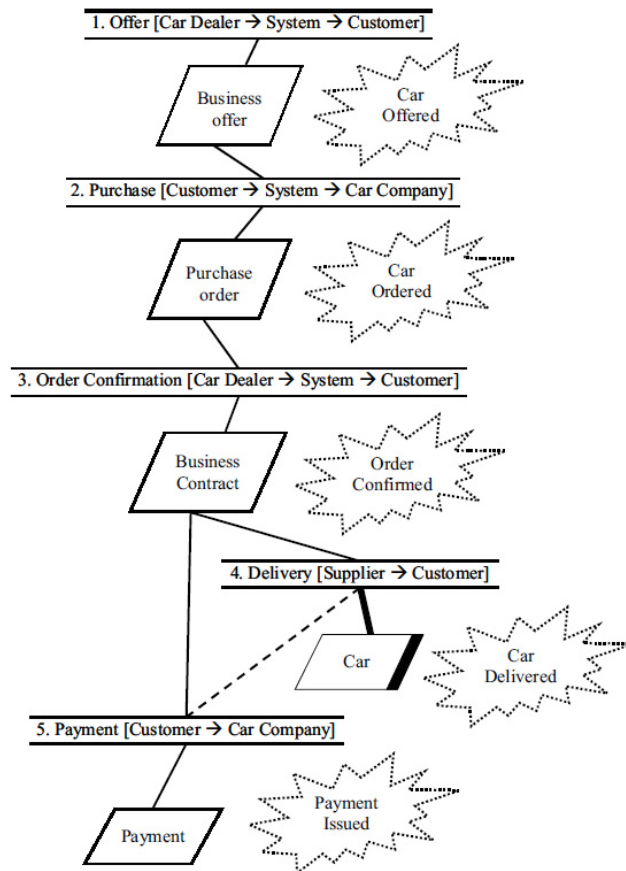 1. Offer [Car Dealer → System → Customer]
Business
offer
Car
Offered
2. Purchase [Customer → System → Car Company]
Purchase
order
Car
Ordered
3. Order Confirmation [Car Dealer → System → Customer]
Business
Contract
Order
Confirmed
4. Delivery [Supplier → Customer]
Car
Car
Delivered
5. Payment [Customer → Car Company]
Payment
Payment
Issued